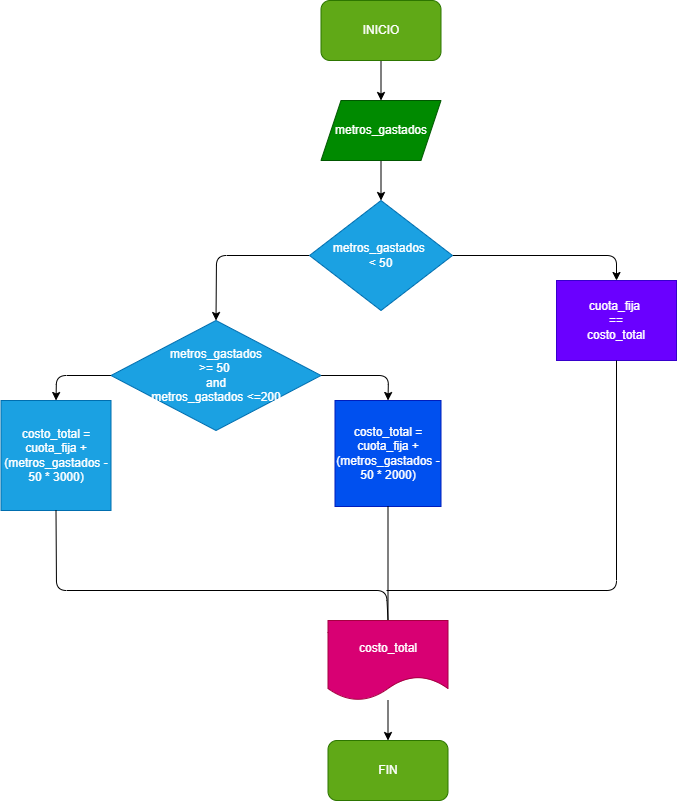 INICIO
metros_gastados
metros_gastados
< 50
cuota_fija
==
costo_total
metros_gastados
>= 50
and
metros_gastados <=200
costo_total =
cuota_fija +
(metros_gastados -
50 * 3000)
costo_total =
cuota_fija +
(metros_gastados -
50 * 2000)
costo_total
FIN